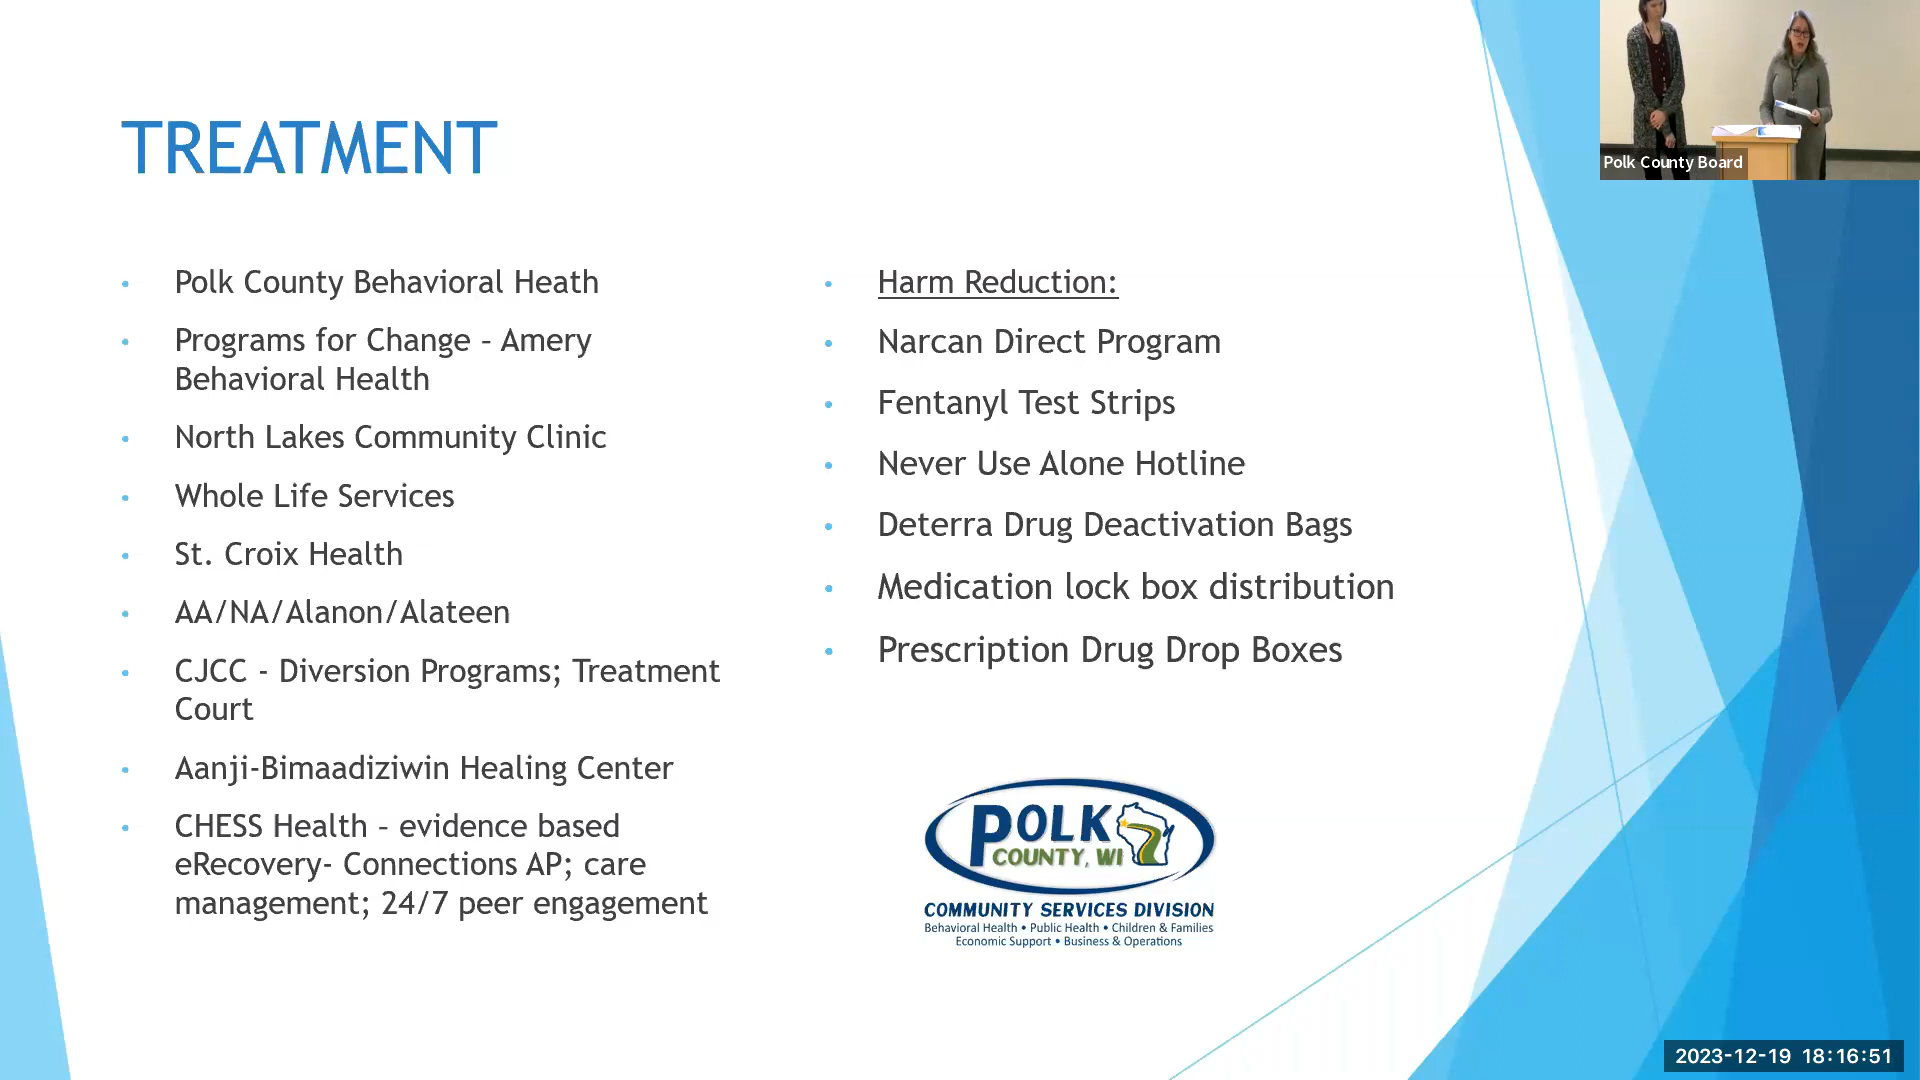 TREATMENT
• Polk County Behavioral Heath
• Programs for Change – Amery
Behavioral Health
• North Lakes Community Clinic
• Whole Life Services
• St. Croix Health
• AA/NA/Alanon/Alateen
• CJCC - Diversion Programs; Treatment
Court
• Aanji-Bimaadiziwin Healing Center
• CHESS Health – evidence based
eRecovery- Connections AP; care
management; 24/7 peer engagement
• Harm Reduction:
• Narcan Direct Program
• Fentanyl Test Strips
• Never Use Alone Hotline
• Deterra Drug Deactivation Bags
• Medication lock box distribution
• Prescription Drug Drop Boxes
POLK
COUNTY, WI
COMMUNITY SERVICES DIVISION
Behavioral Health • Public Health • Children & Families
Economic Support • Business & Operations
Polk County Board
2023-12-19 18:16:51